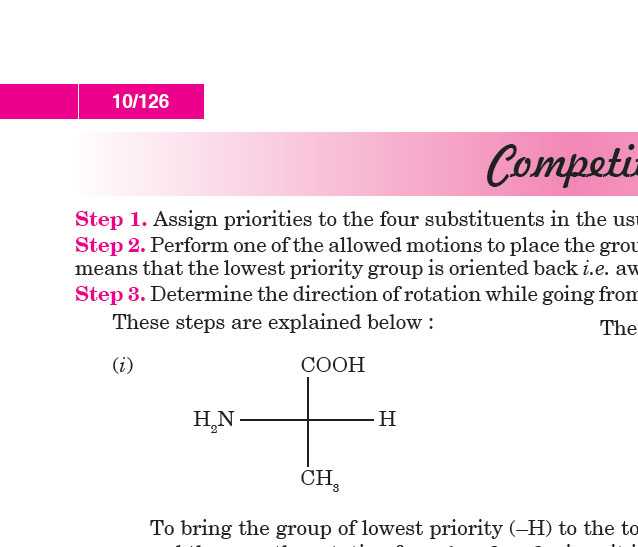 10/126
Competi
Step 1. Assign priorities to the four substituents in the usu
Step 2. Perform one of the allowed motions to place the grou
means that the lowest priority group is oriented back i.e. aw
Step 3. Determine the direction of rotation while going from
These steps are explained below :
The
(i)
COOH
H₂N
H
CH₃
To bring the group of lowest priority (–H) to the to